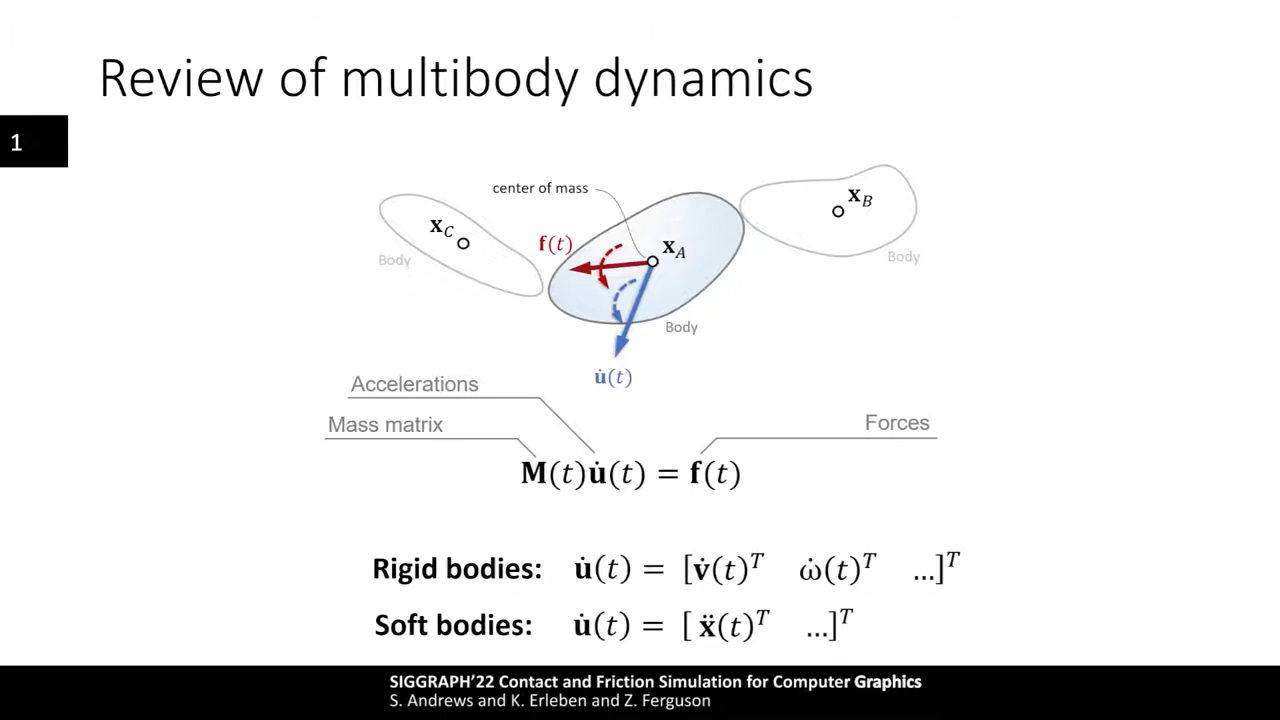 Review of multibody dynamics
1
center of mass
𝐱_B
𝐱_C
𝐟(t)
𝐱_A
Body
Body
Body
𝐮̇(t)
Accelerations
Mass matrix
Forces
𝐌(t)𝐮̇(t) = 𝐟(t)
Rigid bodies: 𝐮̇(t) = [𝐯̇(t)^T ω̇(t)^T …]^T
Soft bodies: 𝐮̇(t) = [ 𝐱̈(t)^T …]^T
SIGGRAPH'22 Contact and Friction Simulation for Computer Graphics
S. Andrews and K. Erleben and Z. Ferguson